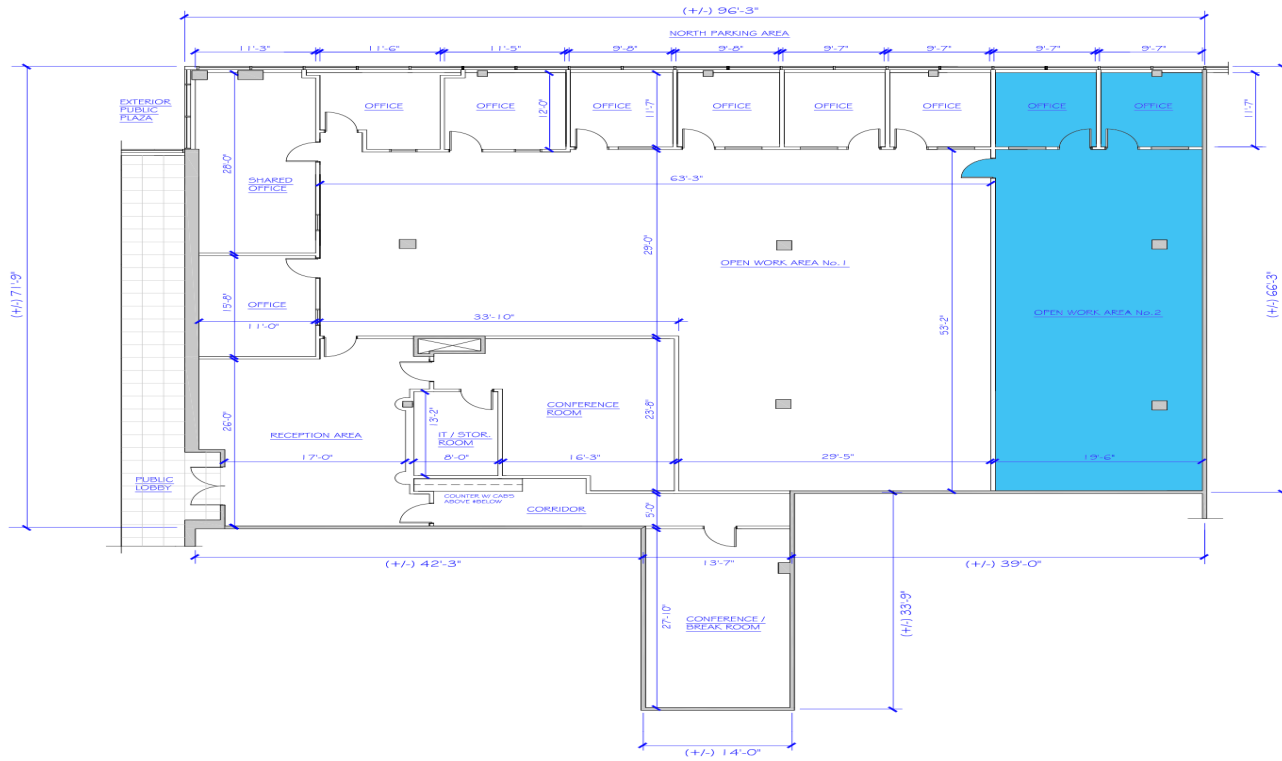 (+/-) 96'-3"
NORTH PARKING AREA
11'-3"
11'-6"
11'-5"
9'-8"
9'-8"
9'-7"
9'-7"
9'-7"
9'-7"
EXTERIOR
PUBLIC
PLAZA
OFFICE
OFFICE
12'-0"
OFFICE
11'-7"
OFFICE
OFFICE
OFFICE
OFFICE
OFFICE
11'-7"
28'-0"
SHARED
OFFICE
63'-3"
29'-0"
OPEN WORK AREA No. 1
(+/-) 71'-9"
(+/-) 66'-3"
15'-8"
OFFICE
11'-0"
33'-10"
53'-2"
OPEN WORK AREA No.2
26'-0"
RECEPTION AREA
17'-0"
13'-2"
IT / STOR.
ROOM
8'-0"
CONFERENCE
ROOM
16'-3"
23'-8"
29'-5"
19'-6"
PUBLIC
LOBBY
COUNTER W/ CABS
ABOVE &BELOW
CORRIDOR
5'-0"
(+/-) 42'-3"
13'-7"
(+/-) 39'-0"
27'-10"
CONFERENCE /
BREAK ROOM
(+/-) 33'-9"
(+/-) 14'-0"